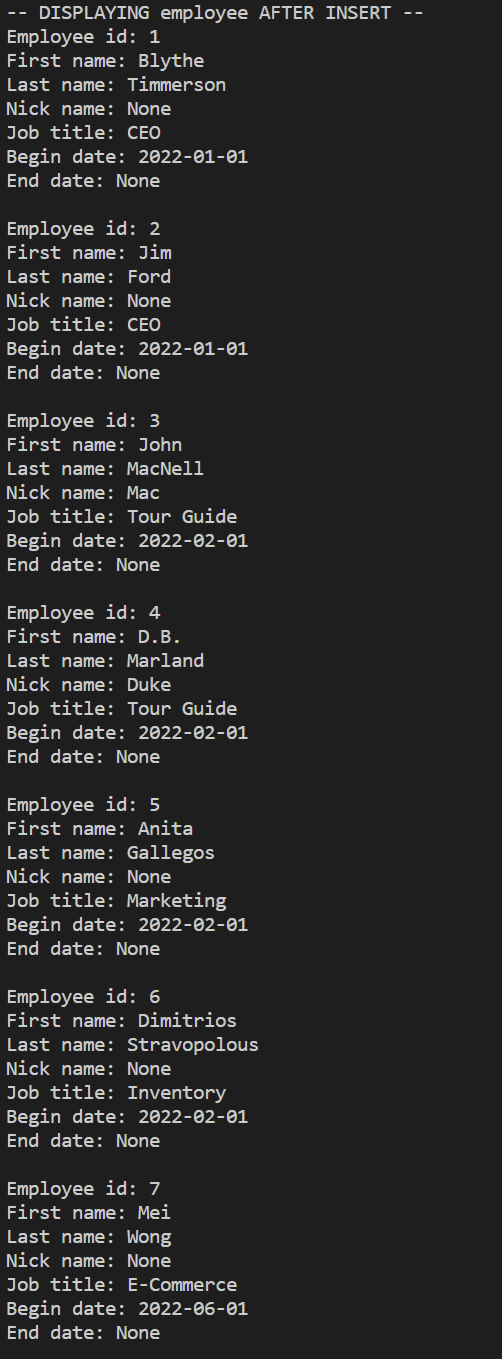 -- DISPLAYING employee AFTER INSERT --
Employee id: 1
First name: Blythe
Last name: Timmerson
Nick name: None
Job title: CEO
Begin date: 2022-01-01
End date: None

Employee id: 2
First name: Jim
Last name: Ford
Nick name: None
Job title: CEO
Begin date: 2022-01-01
End date: None

Employee id: 3
First name: John
Last name: MacNell
Nick name: Mac
Job title: Tour Guide
Begin date: 2022-02-01
End date: None

Employee id: 4
First name: D.B.
Last name: Marland
Nick name: Duke
Job title: Tour Guide
Begin date: 2022-02-01
End date: None

Employee id: 5
First name: Anita
Last name: Gallegos
Nick name: None
Job title: Marketing
Begin date: 2022-02-01
End date: None

Employee id: 6
First name: Dimitrios
Last name: Stravopolous
Nick name: None
Job title: Inventory
Begin date: 2022-02-01
End date: None

Employee id: 7
First name: Mei
Last name: Wong
Nick name: None
Job title: E-Commerce
Begin date: 2022-06-01
End date: None